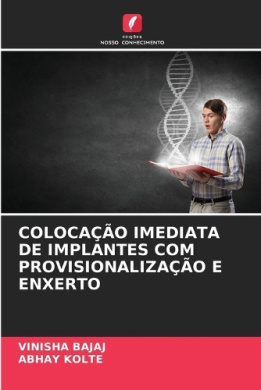 edições
NOSSO CONHECIMENTO
COLOCAÇÃO IMEDIATA
DE IMPLANTES COM
PROVISIONALIZAÇÃO E
ENXERTO
VINISHA BAJAJ
ABHAY KOLTE